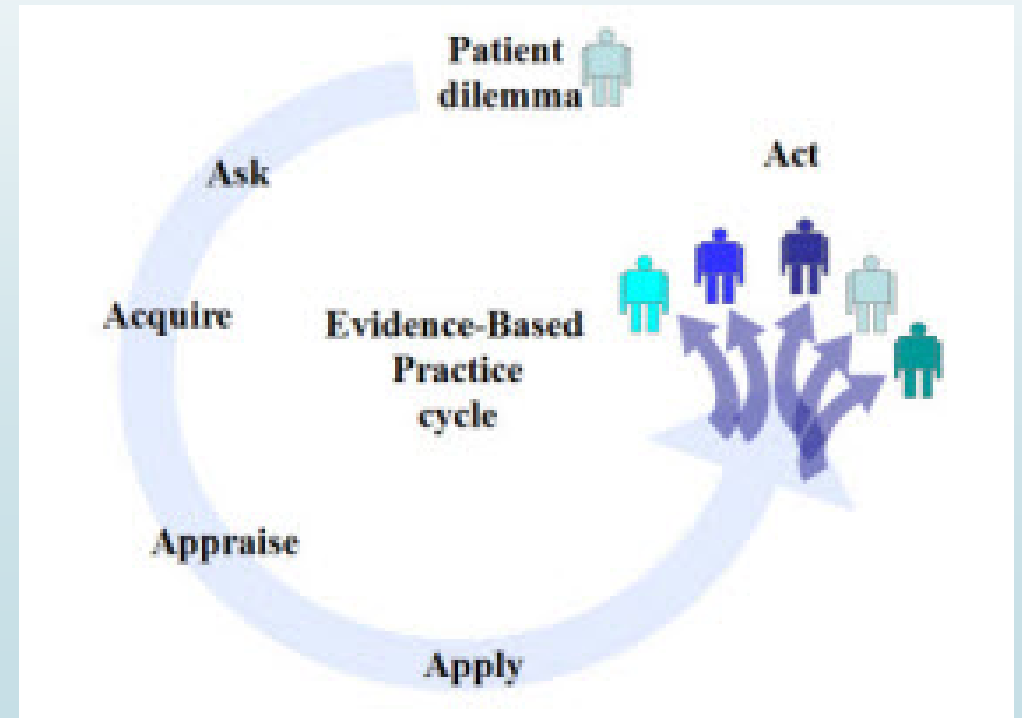 Patient
dilemma
Act
Ask
Acquire
Evidence-Based
Practice
cycle
Appraise
Apply